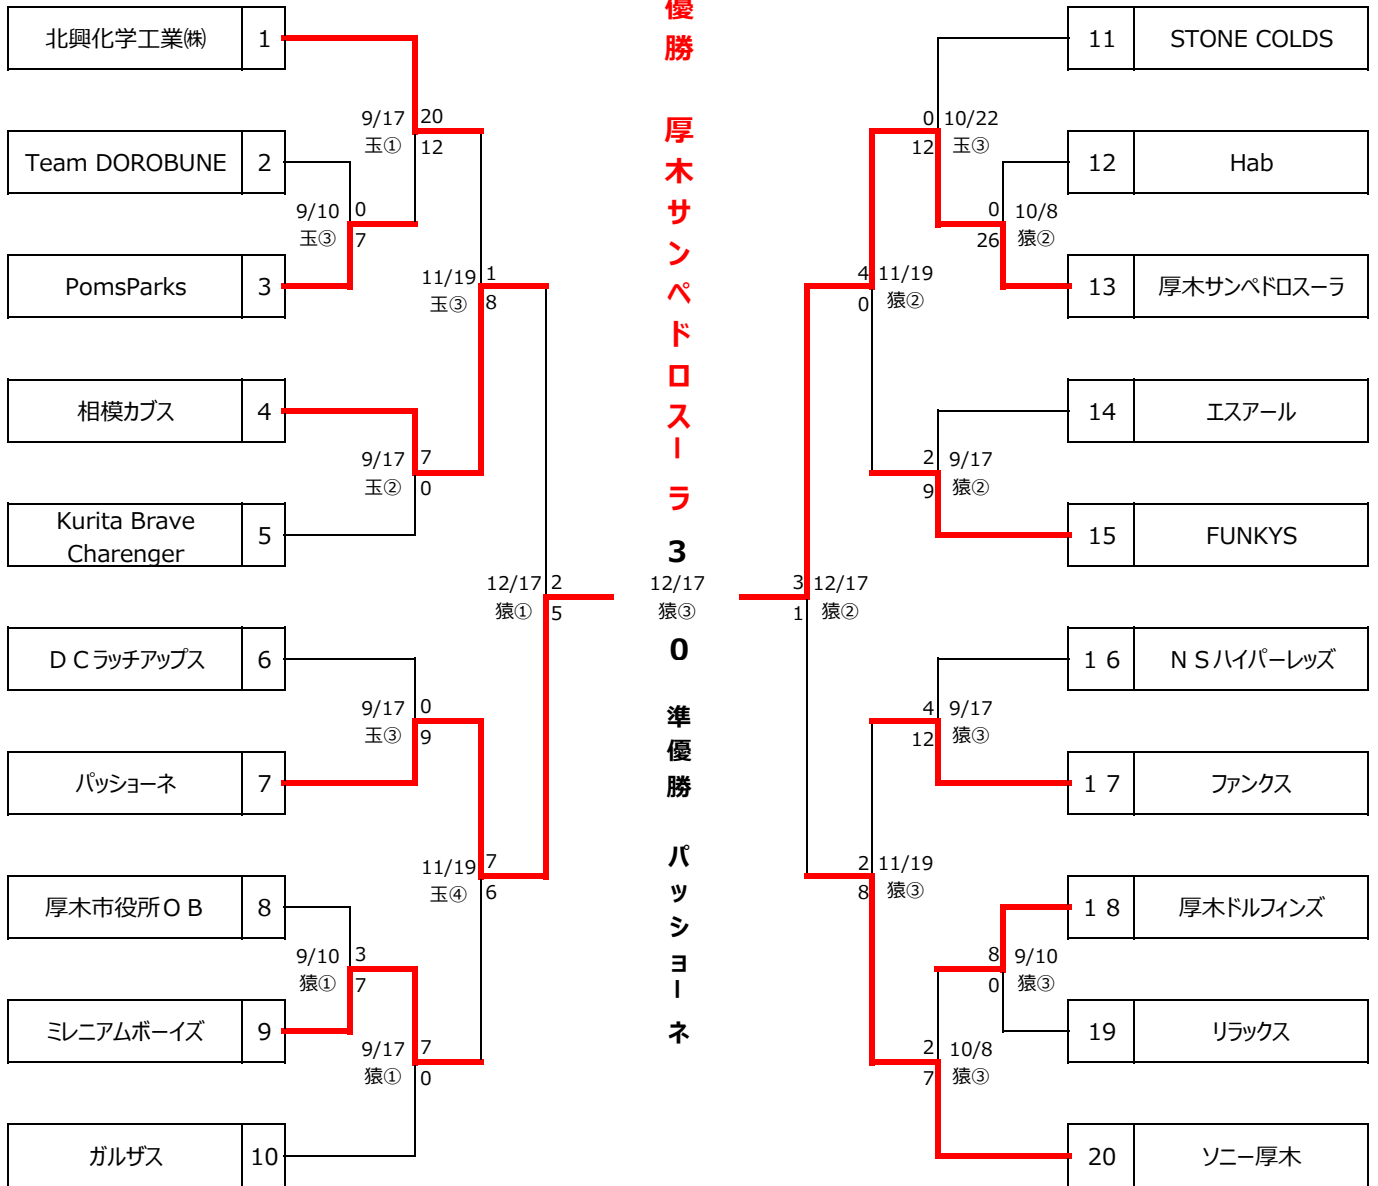 優勝 厚木サンペドロスーラ
3
12/17
猿③
0
準優勝 パッショーネ
北興化学工業㈱ 1
Team DOROBUNE 2
PomsParks 3
相模カブス 4
Kurita Brave
Charenger 5
ＤＣラッチアップス 6
パッショーネ 7
厚木市役所ＯＢ 8
ミレニアムボーイズ 9
ガルザス 10
9/17 20
玉① 12
9/10 0
玉③ 7
11/19 1
玉③ 8
9/17 7
玉② 0
12/17 2
猿① 5
9/17 0
玉③ 9
11/19 7
玉④ 6
9/10 3
猿① 7
9/17 7
猿① 0
11 STONE COLDS
12 Hab
13 厚木サンペドロスーラ
14 エスアール
15 FUNKYS
１６ ＮＳハイパーレッズ
１７ ファンクス
１８ 厚木ドルフィンズ
19 リラックス
20 ソニー厚木
0 10/22
12 玉③
0 10/8
26 猿②
4 11/19
0 猿②
2 9/17
9 猿②
3 12/17
1 猿②
4 9/17
12 猿③
2 11/19
8 猿③
8 9/10
0 猿③
2 10/8
7 猿③